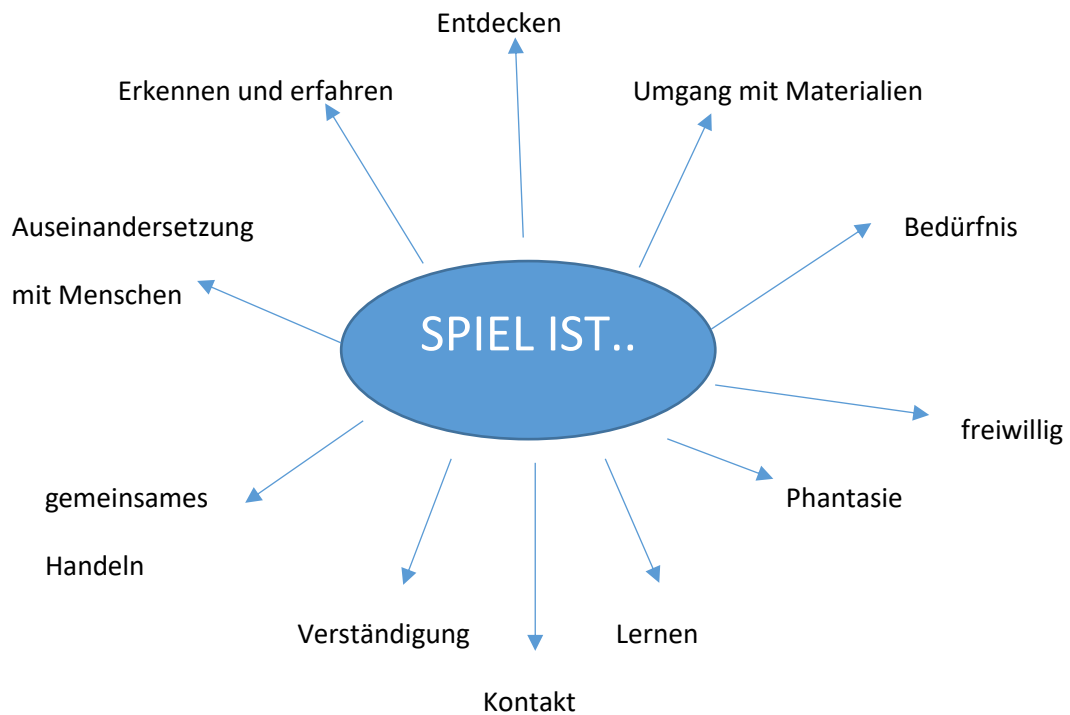 Entdecken
Erkennen und erfahren
Umgang mit Materialien
Auseinandersetzung
mit Menschen
Bedürfnis
SPIEL IST..
freiwillig
gemeinsames
Handeln
Phantasie
Verständigung
Lernen
Kontakt